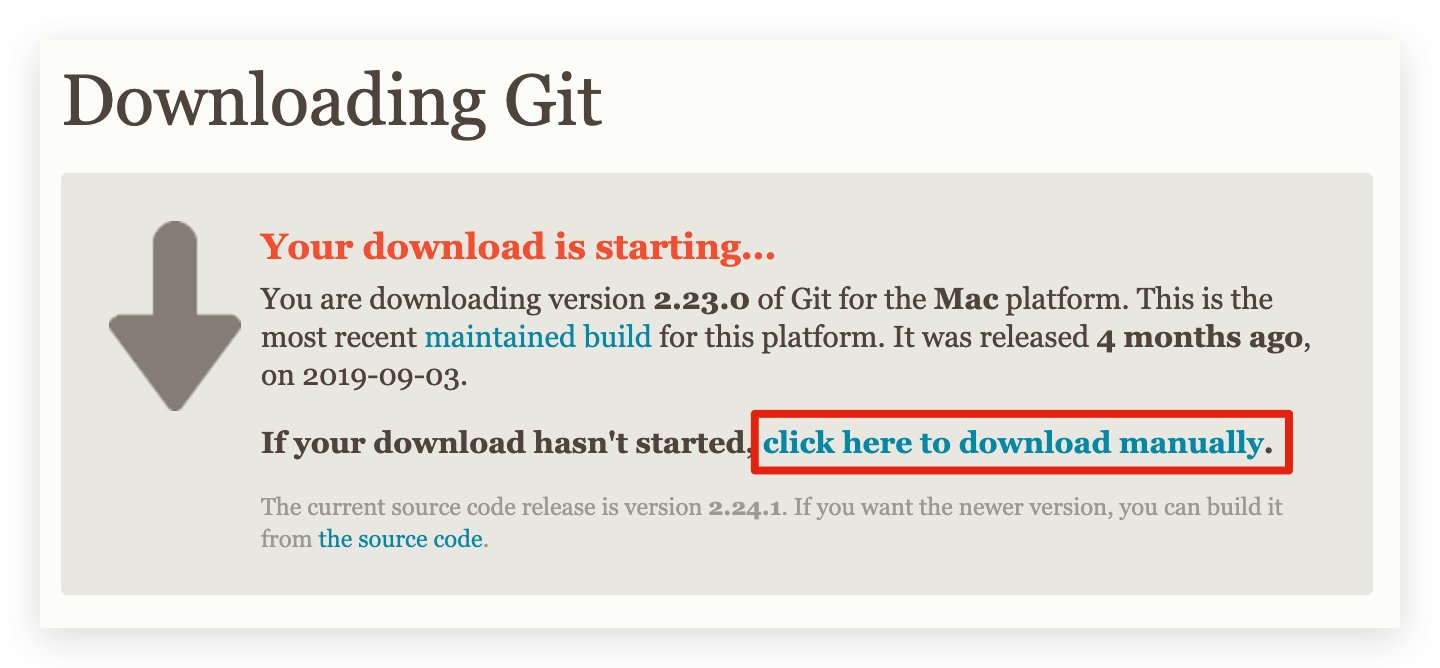 Downloading Git
Your download is starting...
You are downloading version 2.23.0 of Git for the Mac platform. This is the
most recent maintained build for this platform. It was released 4 months ago,
on 2019-09-03.
If your download hasn't started, click here to download manually.
The current source code release is version 2.24.1. If you want the newer version, you can build it
from the source code.